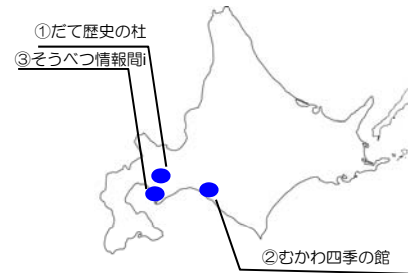 ①だて歴史の杜
③そうべつ情報間i
②むかわ四季の館